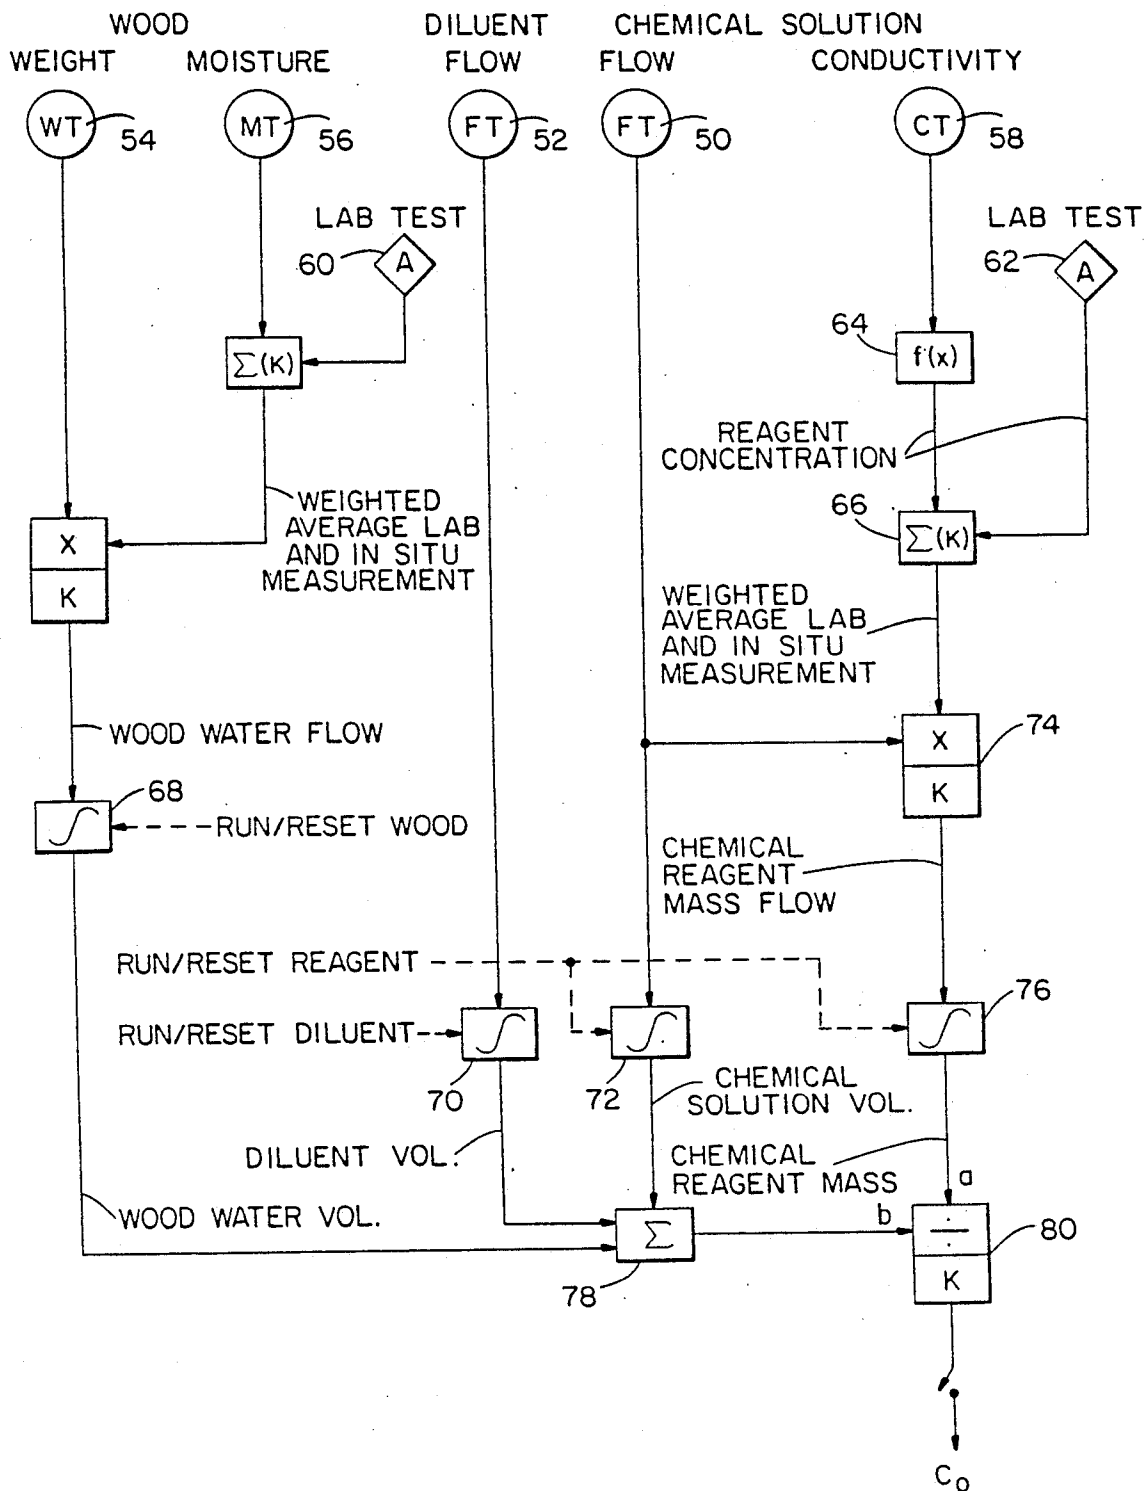 WOOD
DILUENT
CHEMICAL SOLUTION
WEIGHT
MOISTURE
FLOW
FLOW
CONDUCTIVITY
WT
54
MT
56
FT
52
FT
50
CT
58
LAB TEST
60
A
LAB TEST
62
A
64
f(x)
Σ(K)
REAGENT
CONCENTRATION
66
Σ(K)
WEIGHTED
AVERAGE LAB
AND IN SITU
MEASUREMENT
X
K
WEIGHTED
AVERAGE LAB
AND IN SITU
MEASUREMENT
X
K
74
WOOD WATER FLOW
68
∫
RUN/RESET WOOD
CHEMICAL
REAGENT
MASS FLOW
RUN/RESET REAGENT
RUN/RESET DILUENT
∫
70
∫
72
∫
76
CHEMICAL
SOLUTION VOL.
DILUENT VOL.
CHEMICAL
REAGENT MASS
a
WOOD WATER VOL.
Σ
78
b
÷
K
80
C₀